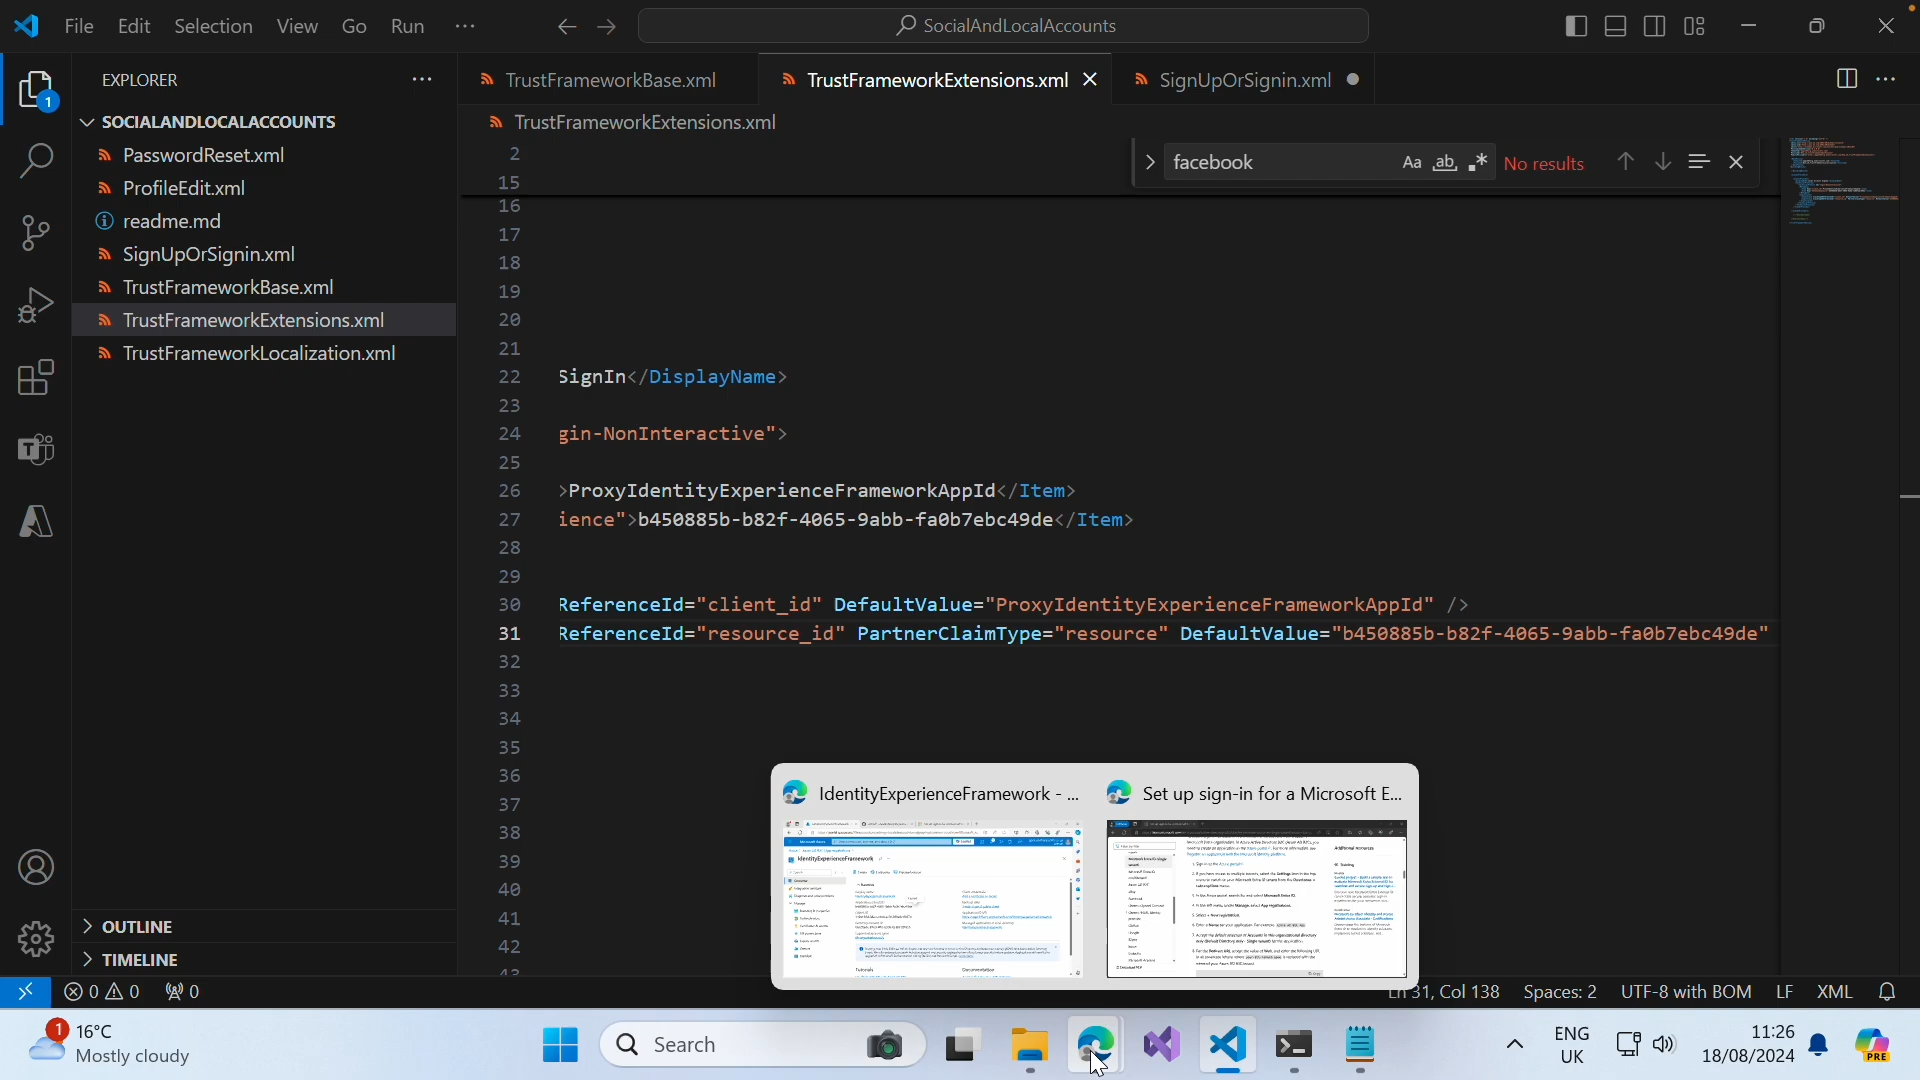 File Edit Selection View Go Run ···
SocialAndLocalAccounts
EXPLORER
TrustFrameworkBase.xml
TrustFrameworkExtensions.xml
SignUpOrSignin.xml
SOCIALANDLOCALACCOUNTS
PasswordReset.xml
ProfileEdit.xml
readme.md
SignUpOrSignin.xml
TrustFrameworkBase.xml
TrustFrameworkExtensions.xml
TrustFrameworkLocalization.xml
OUTLINE
TIMELINE
TrustFrameworkExtensions.xml
facebook
Aa ab No results
2
15
16
17
18
19
20
21
22 SignIn</DisplayName>
23
24 gin-NonInteractive">
25
26 >ProxyIdentityExperienceFrameworkAppId</Item>
27 ience">b450885b-b82f-4065-9abb-fa0b7ebc49de</Item>
28
29
30 ReferenceId="client_id" DefaultValue="ProxyIdentityExperienceFrameworkAppId" />
31 ReferenceId="resource_id" PartnerClaimType="resource" DefaultValue="b450885b-b82f-4065-9abb-fa0b7ebc49de"
32
33
34
35
36
37
38
39
40
41
42
IdentityExperienceFramework - ...
Set up sign-in for a Microsoft E...
IdentityExperienceFramework
1
0 0 0
Ln 31, Col 138 Spaces: 2 UTF-8 with BOM LF XML
1
16°C
Mostly cloudy
Search
ENG
UK
11:26
18/08/2024
PRE